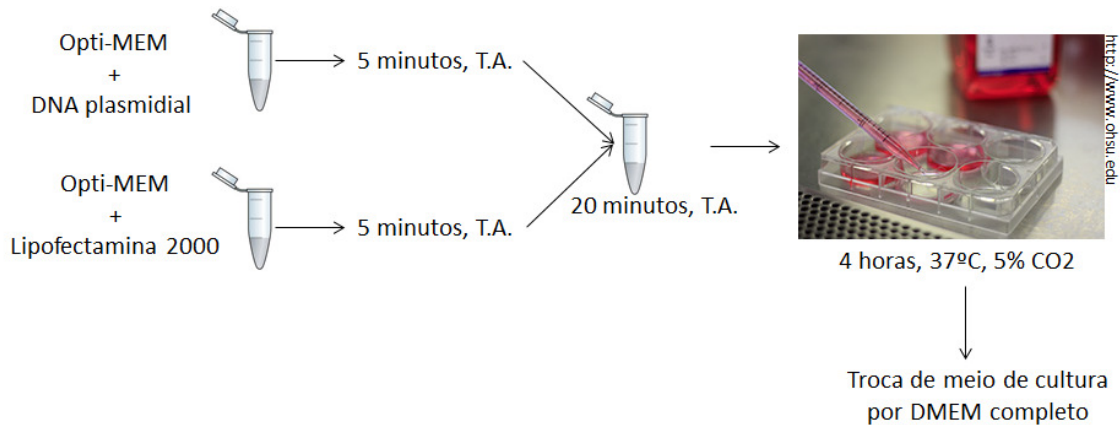 Opti-MEM
+
DNA plasmidial
5 minutos, T.A.
Opti-MEM
+
Lipofectamina 2000
5 minutos, T.A.
20 minutos, T.A.
http://www.ohsu.edu
4 horas, 37ºC, 5% CO2
Troca de meio de cultura
por DMEM completo